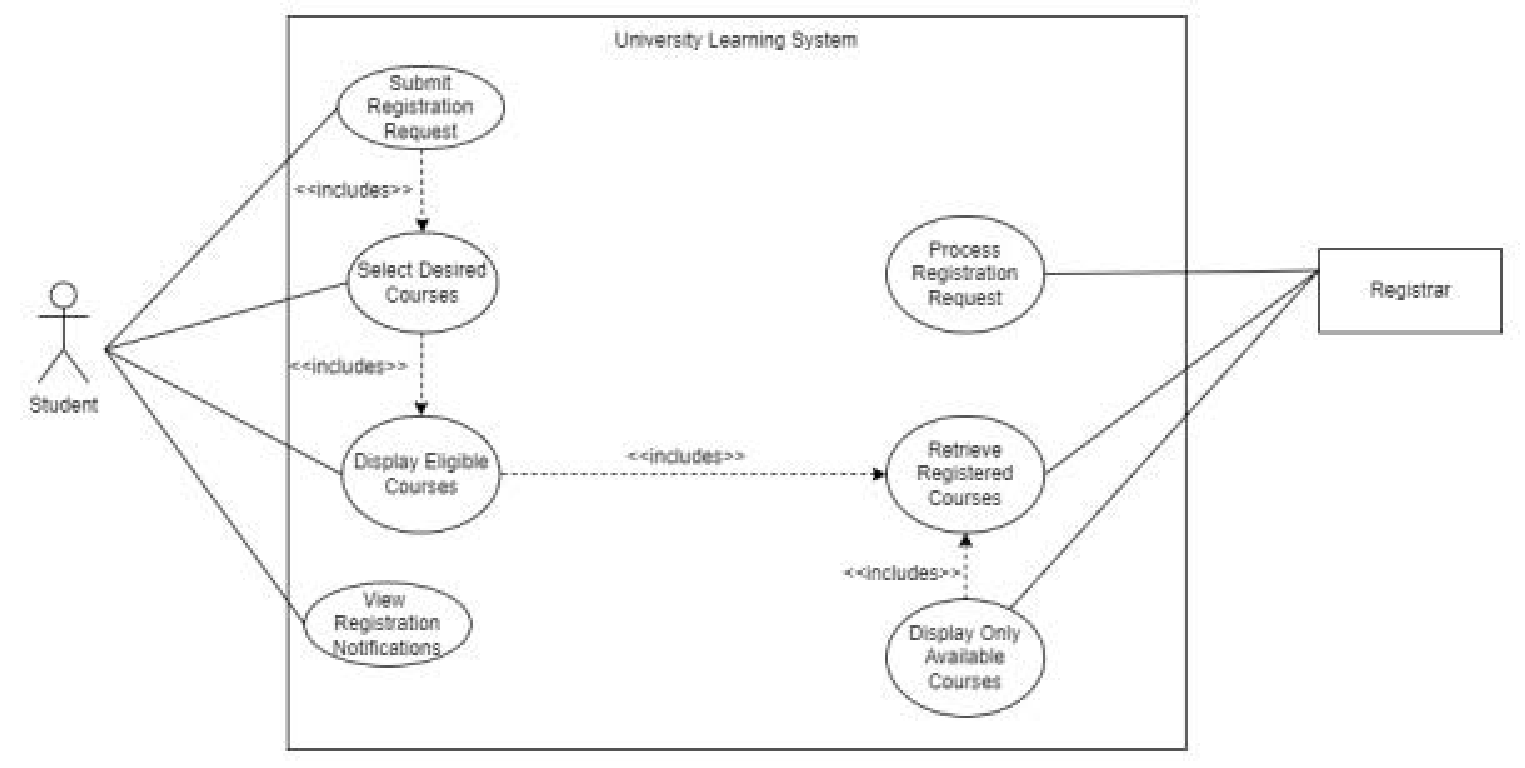 University Learning System
Submit
Registration
Request
<<includes>>
Select Desired
Courses
<<includes>>
Display Eligible
Courses
<<includes>>
View
Registration
Notifications
Student
Process
Registration
Request
Retrieve
Registered
Courses
<<includes>>
Display Only
Available
Courses
Registrar